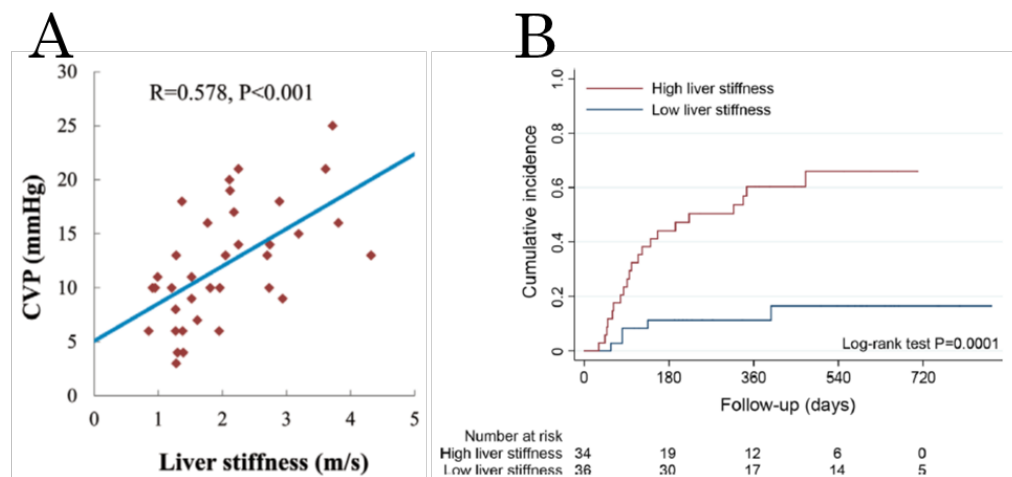 A
B
R=0.578, P<0.001
CVP (mmHg)
30
25
20
15
10
5
0
0 1 2 3 4 5
Liver stiffness (m/s)
High liver stiffness
Low liver stiffness
Cumulative incidence
1.0
0.8
0.6
0.4
0.2
0
Log-rank test P=0.0001
0 180 360 540 720
Follow-up (days)
Number at risk
High liver stiffness 34 19 12 6 0
Low liver stiffness 36 30 17 14 5